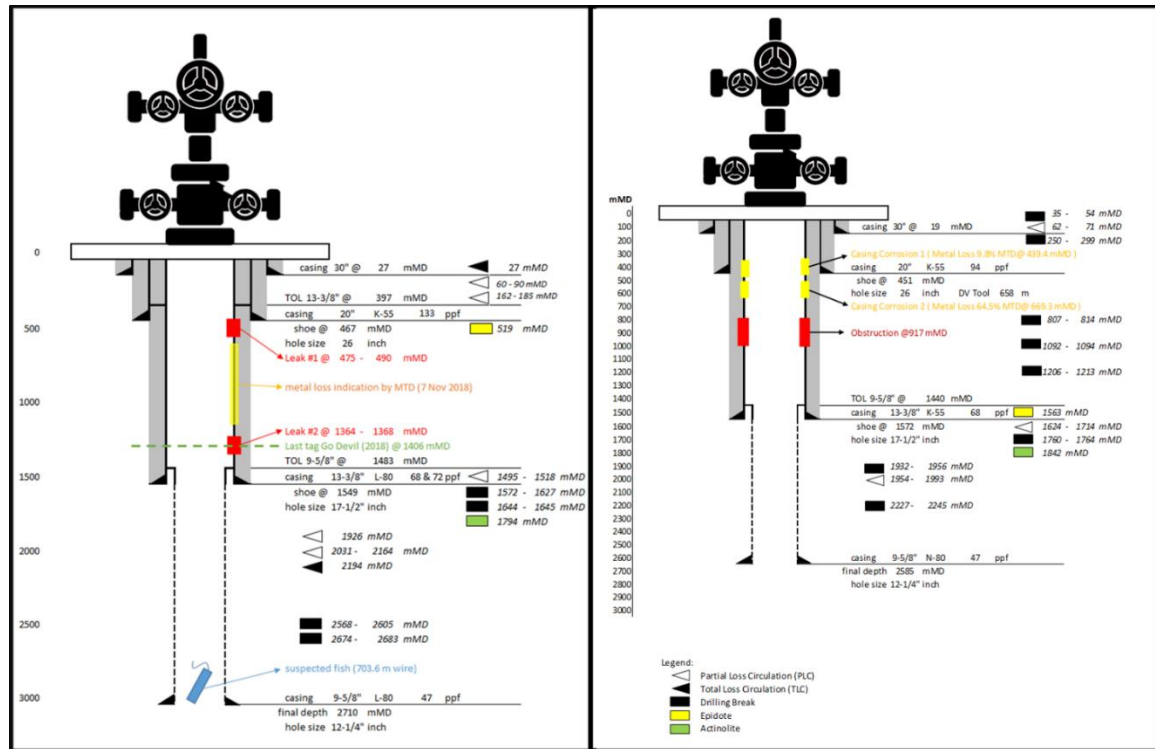 0
500
1000
1500
2000
2500
3000
casing 30" @ 27 mMD
27 mMD
60 - 90 mMD
TOL 13-3/8" @ 397 mMD
162 - 185 mMD
casing 20" K-55 133 ppf
shoe @ 467 mMD
519 mMD
hole size 26 inch
Leak #1 @ 475 - 490 mMD
metal loss indication by MTD (7 Nov 2018)
Leak #2 @ 1364 - 1368 mMD
Last tag Go Devil (2018) @ 1406 mMD
TOL 9-5/8" @ 1483 mMD
casing 13-3/8" L-80 68 & 72 ppf
1495 - 1518 mMD
shoe @ 1549 mMD
1572 - 1627 mMD
hole size 17-1/2" inch
1644 - 1645 mMD
1794 mMD
1926 mMD
2031 - 2164 mMD
2194 mMD
2568 - 2605 mMD
2674 - 2683 mMD
suspected fish (703.6 m wire)
casing 9-5/8" L-80 47 ppf
final depth 2710 mMD
hole size 12-1/4" inch
mMD
0
100
200
300
400
500
600
700
800
900
1000
1100
1200
1300
1400
1500
1600
1700
1800
1900
2000
2100
2200
2300
2400
2500
2600
2700
2800
2900
3000
35 - 54 mMD
casing 30" @ 19 mMD
62 - 71 mMD
250 - 299 mMD
Casing Corrosion 1 ( Metal Loss 9.8% MTD@ 439.4 mMD )
casing 20" K-55 94 ppf
shoe @ 451 mMD
hole size 26 inch DV Tool 658 m
Casing Corrosion 2 ( Metal Loss 64.5% MTD@ 669.3 mMD )
807 - 814 mMD
Obstruction @917 mMD
1092 - 1094 mMD
1206 - 1213 mMD
TOL 9-5/8" @ 1440 mMD
casing 13-3/8" K-55 68 ppf
1563 mMD
shoe @ 1572 mMD
1624 - 1714 mMD
hole size 17-1/2" inch
1760 - 1764 mMD
1842 mMD
1932 - 1956 mMD
1954 - 1993 mMD
2227 - 2245 mMD
casing 9-5/8" N-80 47 ppf
final depth 2585 mMD
hole size 12-1/4" inch
Legend:
Partial Loss Circulation (PLC)
Total Loss Circulation (TLC)
Drilling Break
Epidote
Actinolite